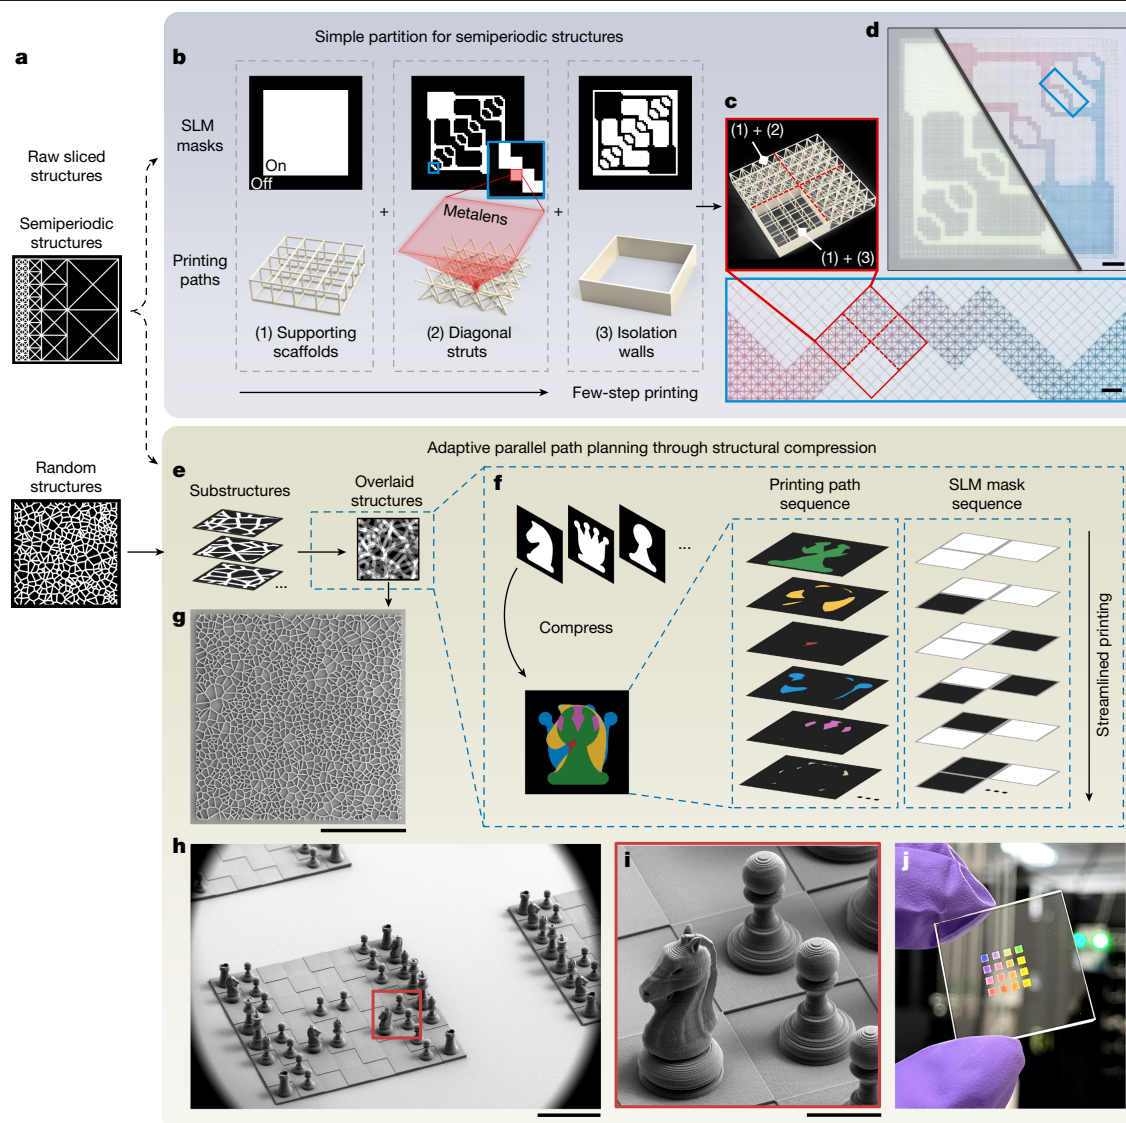 a
Raw sliced
structures
Semiperiodic
structures
Random
structures
Simple partition for semiperiodic structures
b
SLM
masks
On
Off
+
+
Metalens
Printing
paths
(1) Supporting
scaffolds
(2) Diagonal
struts
(3) Isolation
walls
Few-step printing
c
(1) + (2)
(1) + (3)
d
Adaptive parallel path planning through structural compression
e
Substructures
...
Overlaid
structures
f
...
Compress
Printing path
sequence
SLM mask
sequence
Streamlined printing
g
h
i
j